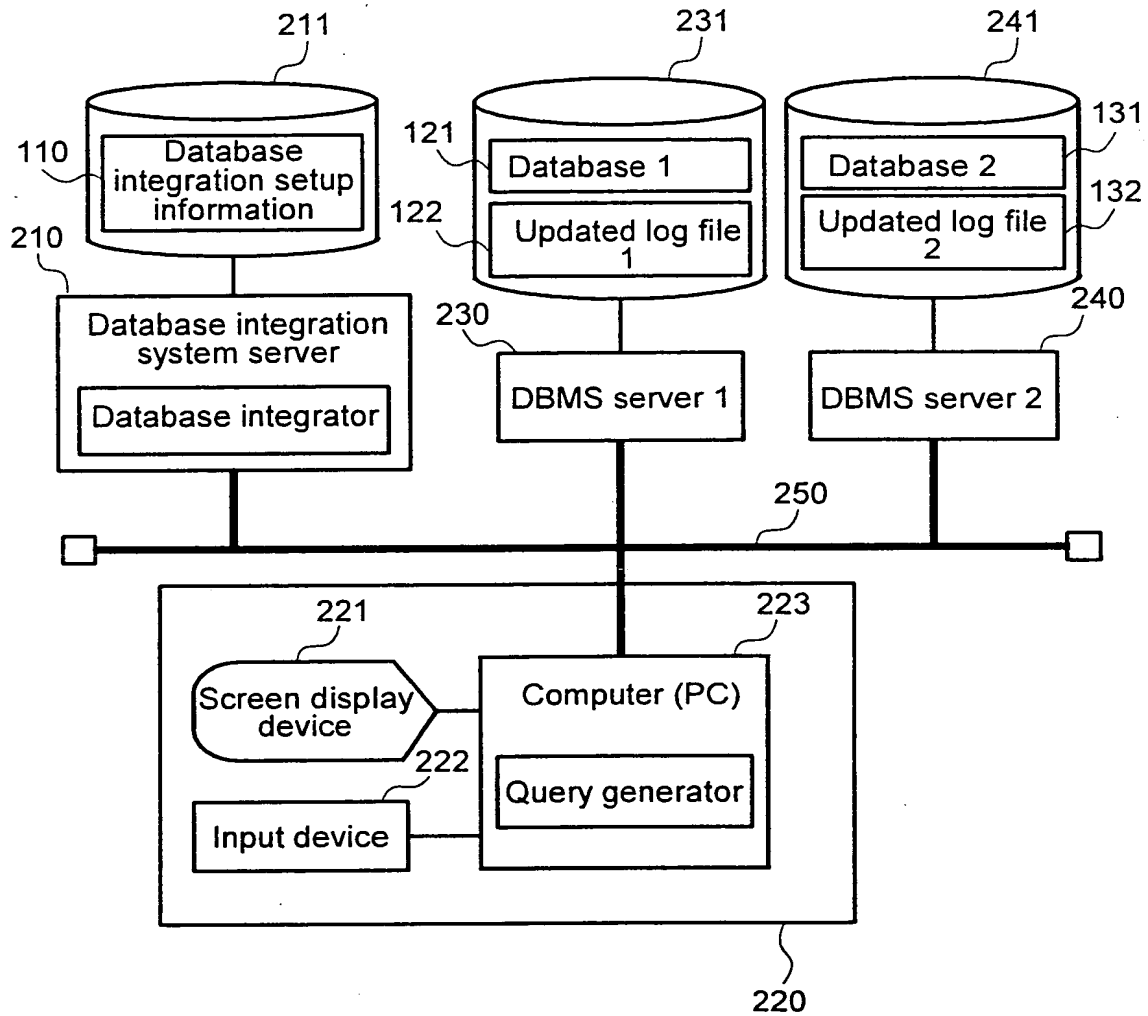 211
231
241
110
Database
integration setup
information
121
Database 1
131
Database 2
122
Updated log file
1
132
Updated log file
2
210
Database integration
system server
Database integrator
230
DBMS server 1
240
DBMS server 2
250
221
Screen display
device
223
Computer (PC)
222
Input device
Query generator
220